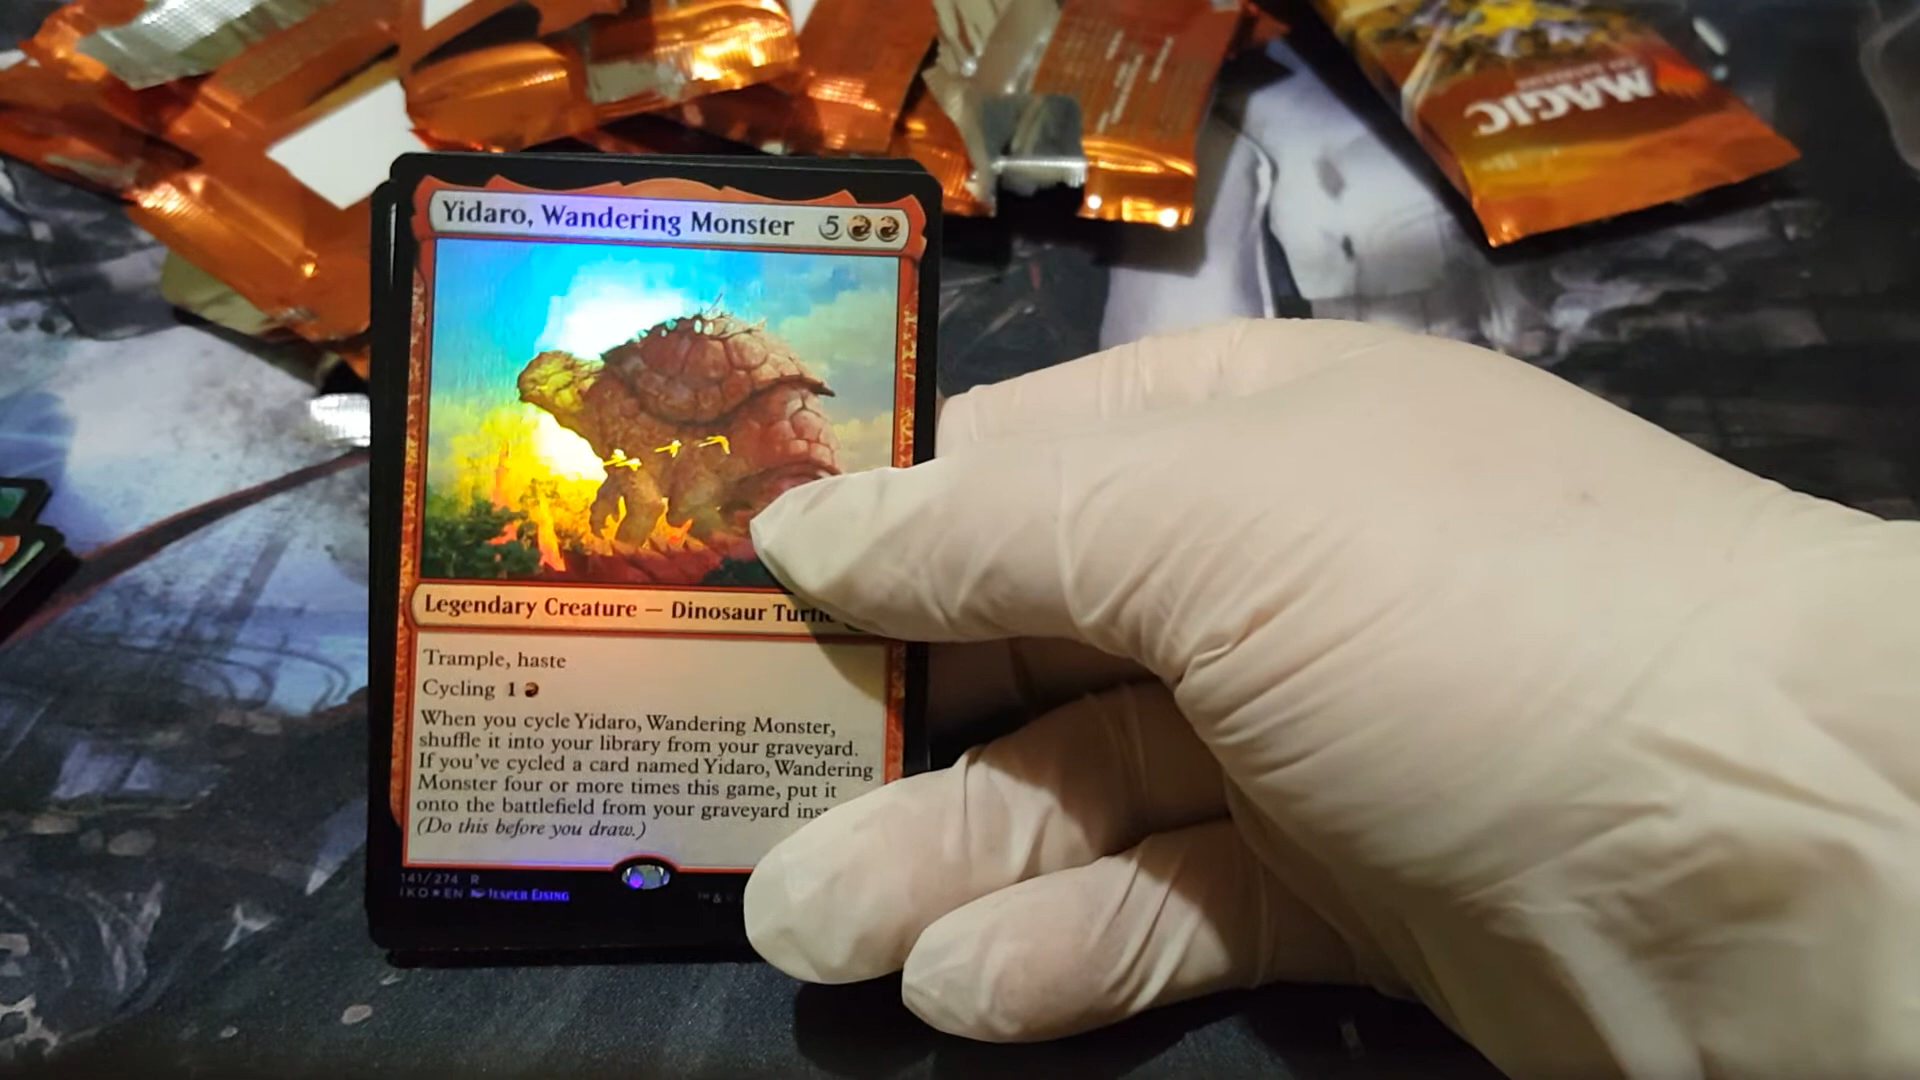 MAGIC
Yidaro, Wandering Monster 5
Legendary Creature — Dinosaur
Trample, haste
Cycling 1
When you cycle Yidaro, Wandering Monster,
shuffle it into your library from your graveyard.
If you've cycled a card named Yidaro, Wandering
Monster four or more times this game, put it
onto the battlefield from your graveyard
(Do this before you draw.)
141/274 R
IKO★EN Jesper Eising
™ &